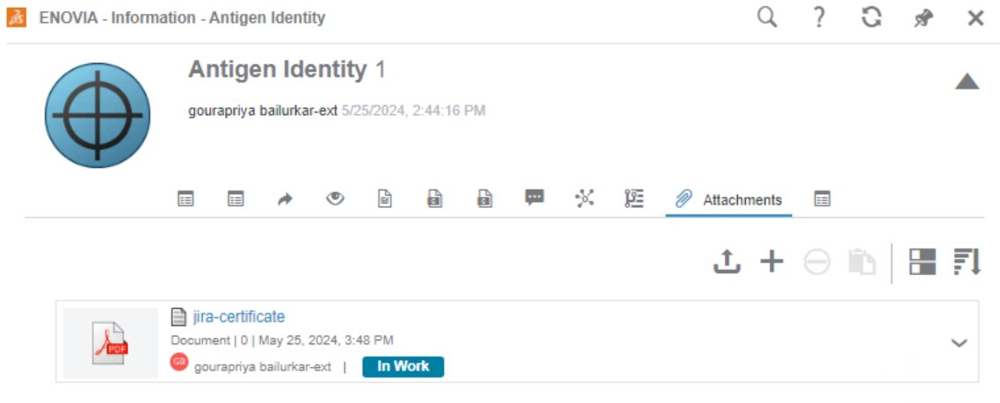 ENOVIA - Information - Antigen Identity
?
Antigen Identity 1
gourapriya bailurkar-ext 5/25/2024, 2:44:16 PM
Attachments
jira-certificate
Document | 0 | May 25, 2024, 3:48 PM
PDF
GB gourapriya bailurkar-ext | In Work